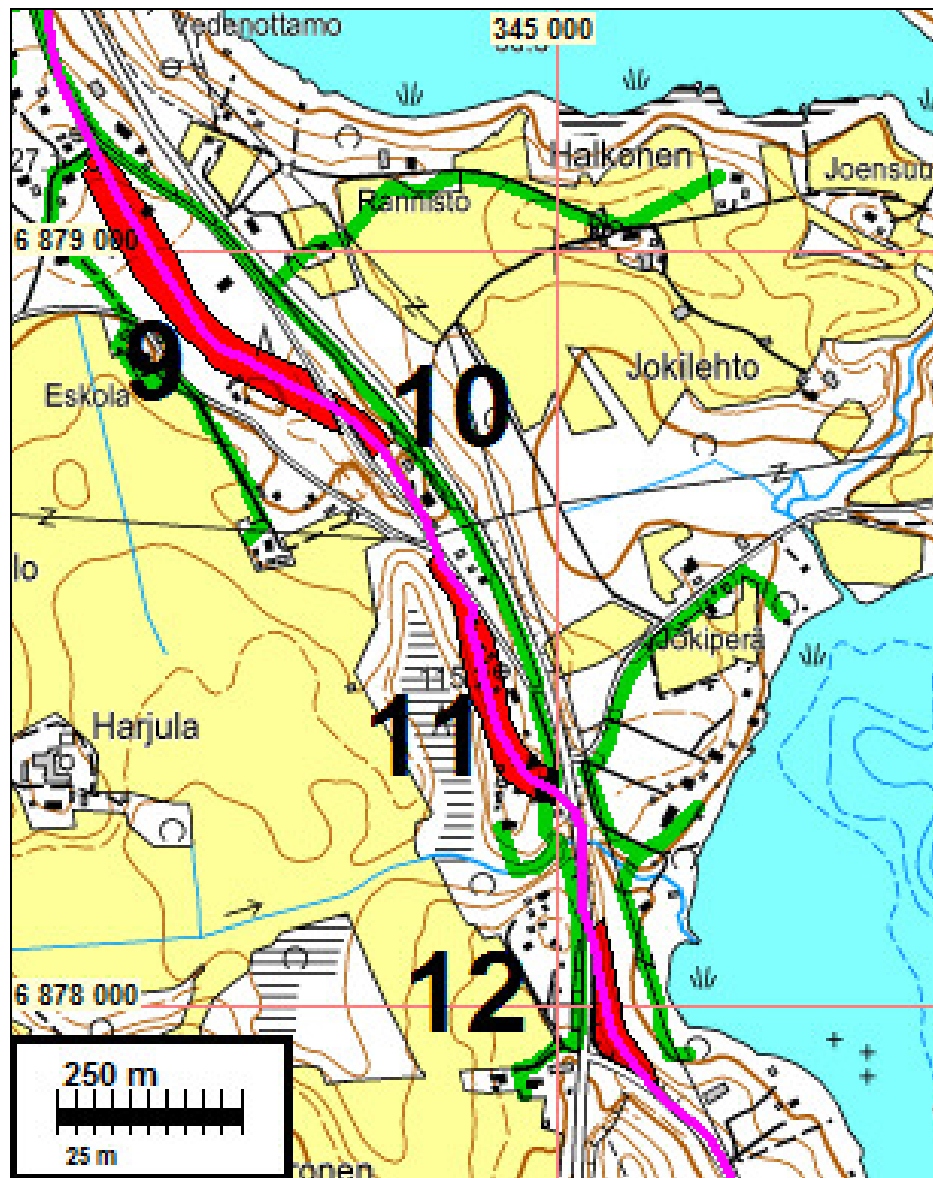 Vedenottamo
345 000
Halkonen
27
Rannisto
Joensuu
6 879 000
9
Jokilehto
Eskola
10
lo
Jokiperä
115
Harjula
11
12
6 878 000
250 m
25 m
ronen